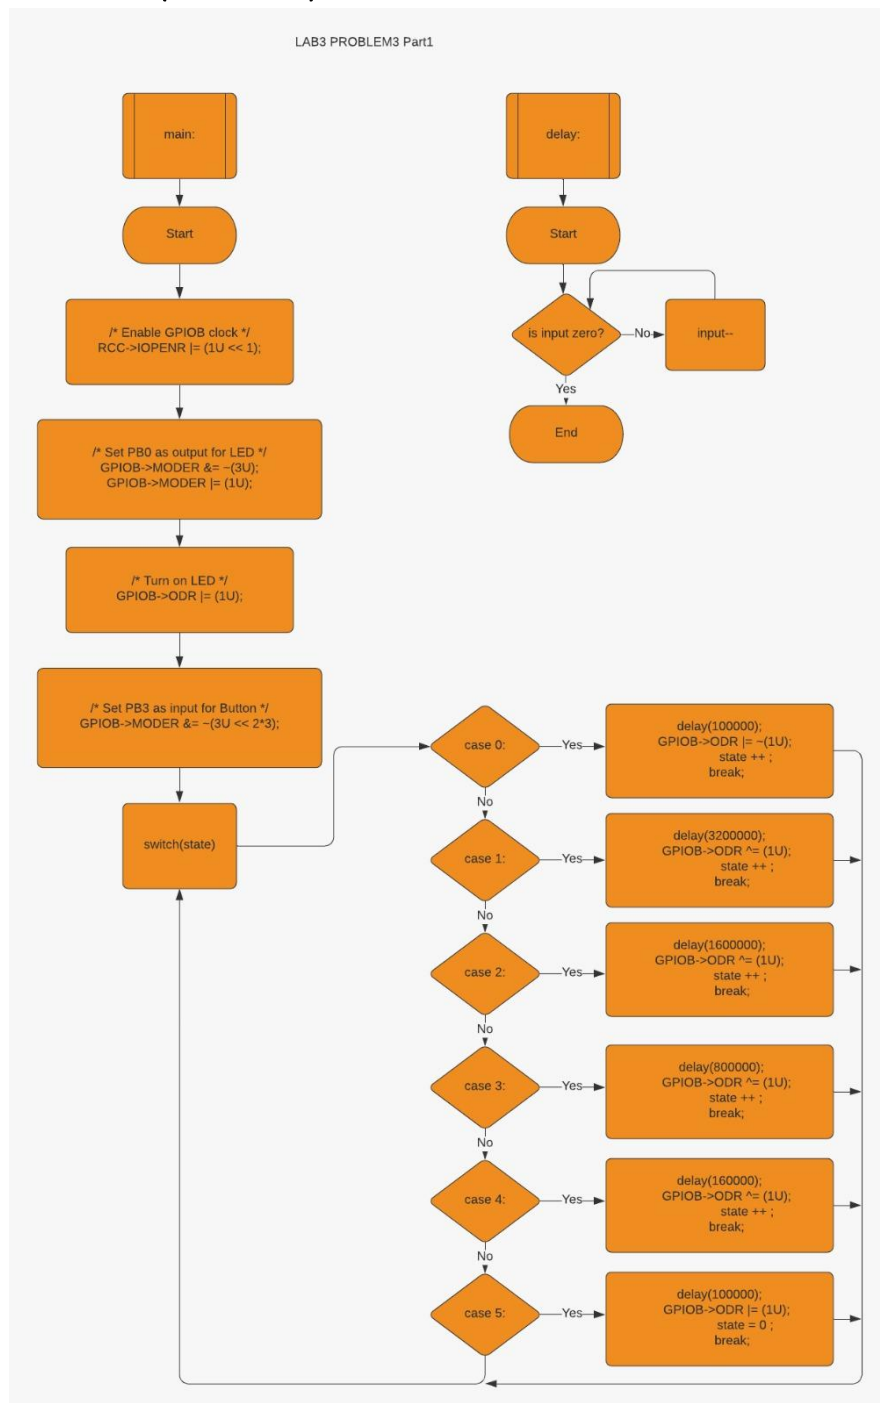 LAB3 PROBLEM3 Part1
main:
Start
/* Enable GPIOB clock */
RCC->IOPENR |= (1U << 1);
/* Set PB0 as output for LED */
GPIOB->MODER &= ~(3U);
GPIOB->MODER |= (1U);
/* Turn on LED */
GPIOB->ODR |= (1U);
/* Set PB3 as input for Button */
GPIOB->MODER &= ~(3U << 2*3);
switch(state)
delay:
Start
is input zero?
No
input--
Yes
End
case 0:
Yes
delay(100000);
GPIOB->ODR |= ~(1U);
state ++ ;
break;
No
case 1:
Yes
delay(3200000);
GPIOB->ODR ^= (1U);
state ++ ;
break;
No
case 2:
Yes
delay(1600000);
GPIOB->ODR ^= (1U);
state ++ ;
break;
No
case 3:
Yes
delay(800000);
GPIOB->ODR ^= (1U);
state ++ ;
break;
No
case 4:
Yes
delay(160000);
GPIOB->ODR ^= (1U);
state ++ ;
break;
No
case 5:
Yes
delay(100000);
GPIOB->ODR |= (1U);
state = 0 ;
break;